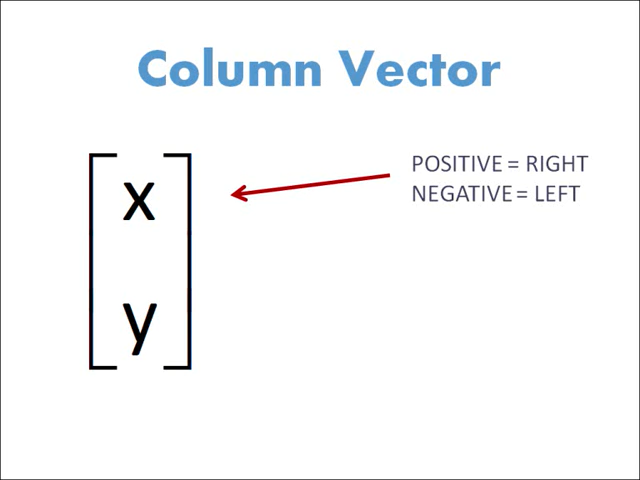 Column Vector
x
POSITIVE = RIGHT
NEGATIVE = LEFT
y